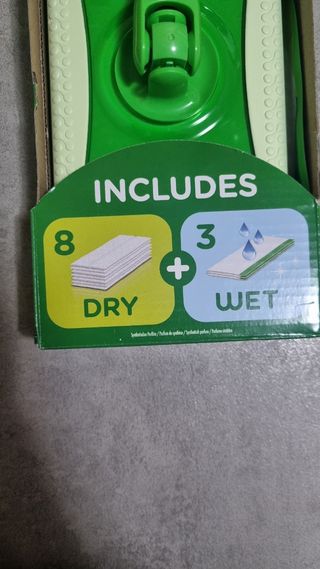 INCLUDES
8
DRY
+
3
WET